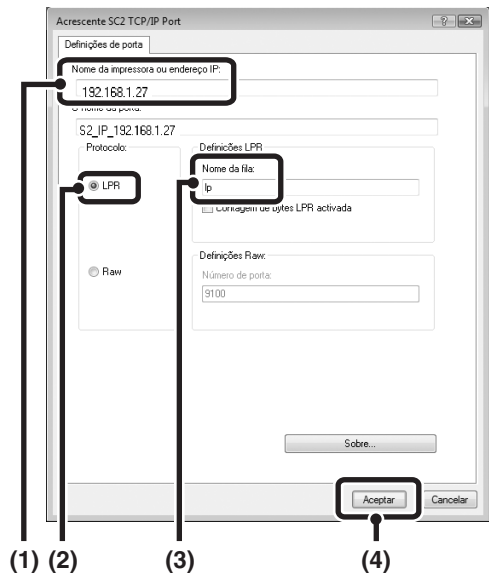 Acrescente SC2 TCP/IP Port
Definições de porta
Nome da impressora ou endereço IP:
192.168.1.27
O nome da porta:
S2_IP_192.168.1.27
Protocolo:
Definições LPR
Nome da fila:
LPR
lp
Contagem de bytes LPR activada
Definições Raw:
Raw
Número de porta:
9100
Sobre...
Aceptar
Cancelar
(1) (2) (3) (4)